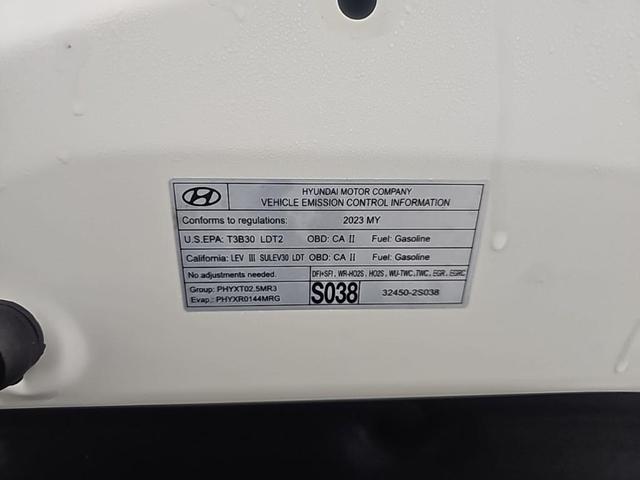 HYUNDAI MOTOR COMPANY
VEHICLE EMISSION CONTROL INFORMATION
Conforms to regulations: 2023 MY
U.S.EPA: T3B30 LDT2 OBD: CA II Fuel: Gasoline
California: LEV III SULEV30 LDT OBD: CA II Fuel: Gasoline
No adjustments needed. DFI+SFI, WR-HO2S, HO2S, WU-TWC, TWC, EGR, EGRC
Group: PHYXT02.5MR3
Evap.: PHYXR0144MRG
S038 32450-2S038